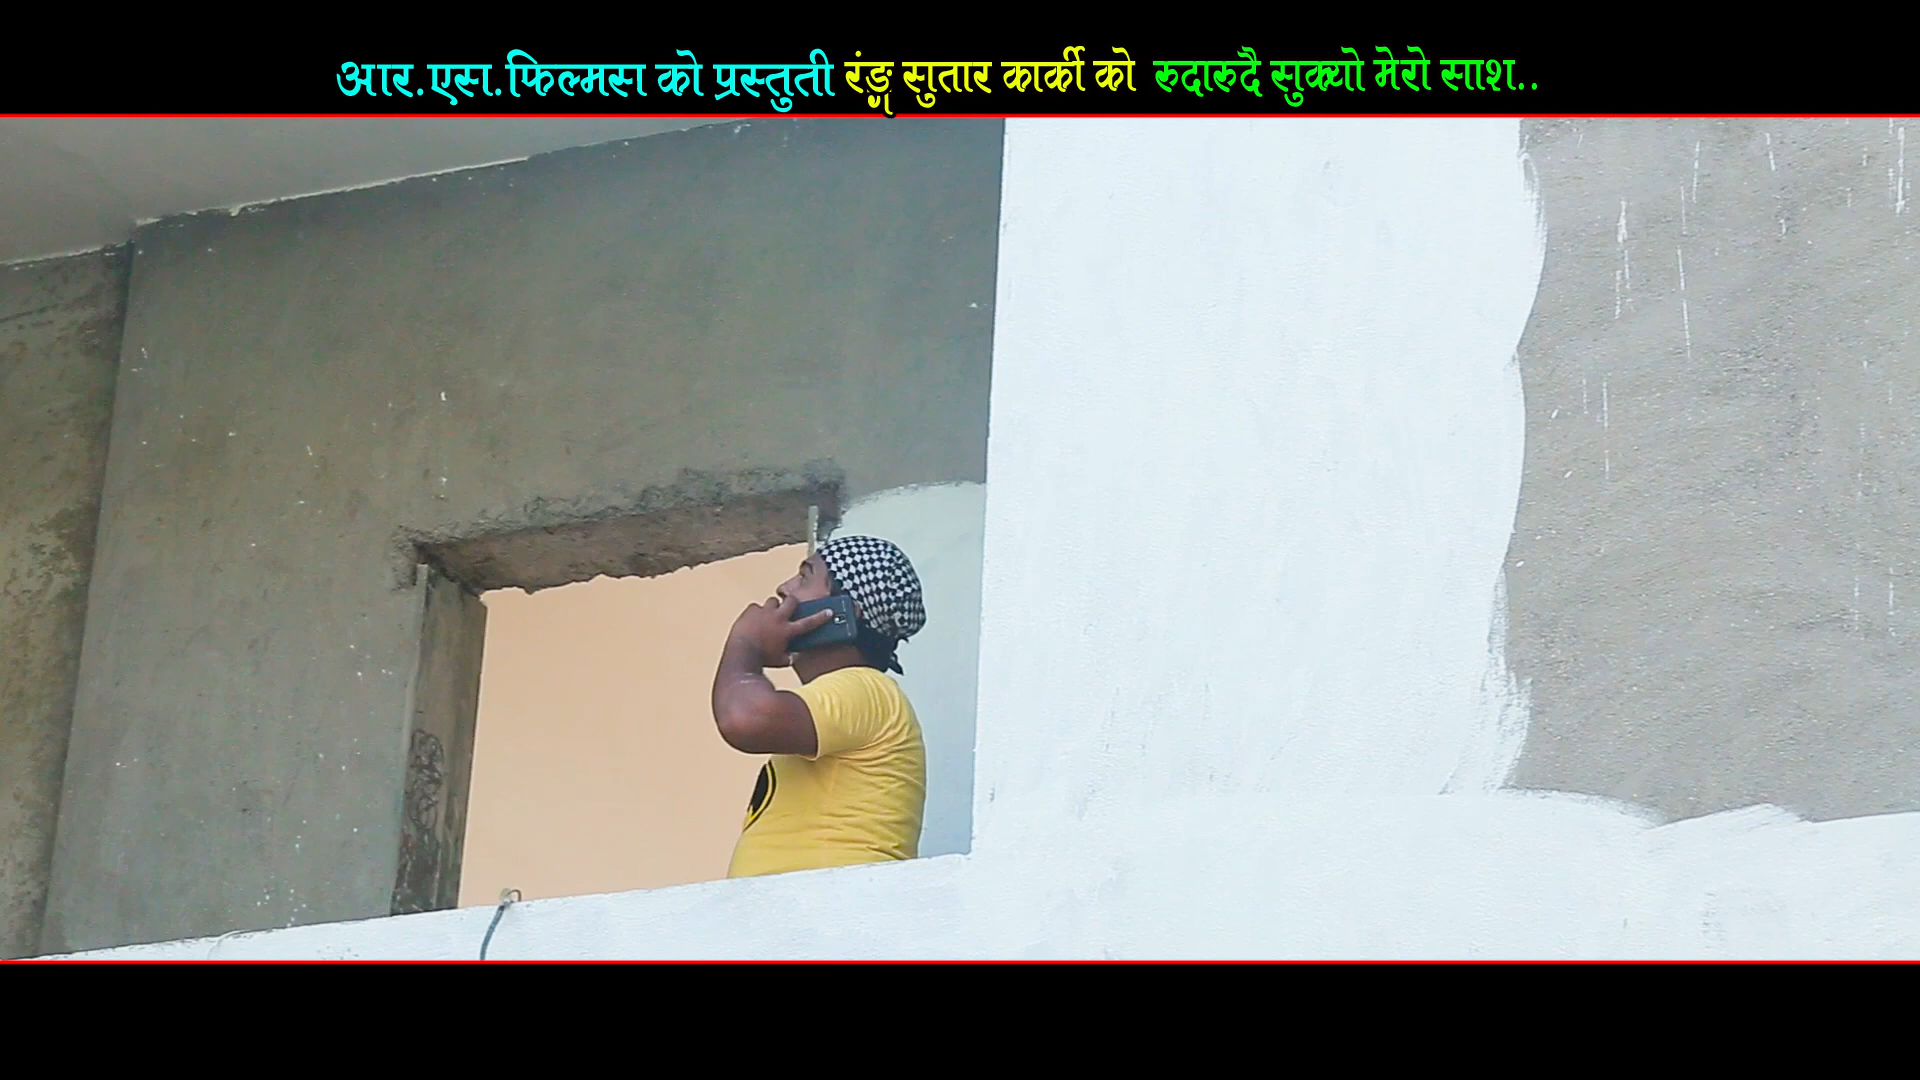 आर.एस.फिल्मस को प्रस्तुती रंङ्ग सुतार कार्की को रुदारुदै सुक्यो मेरो साश..